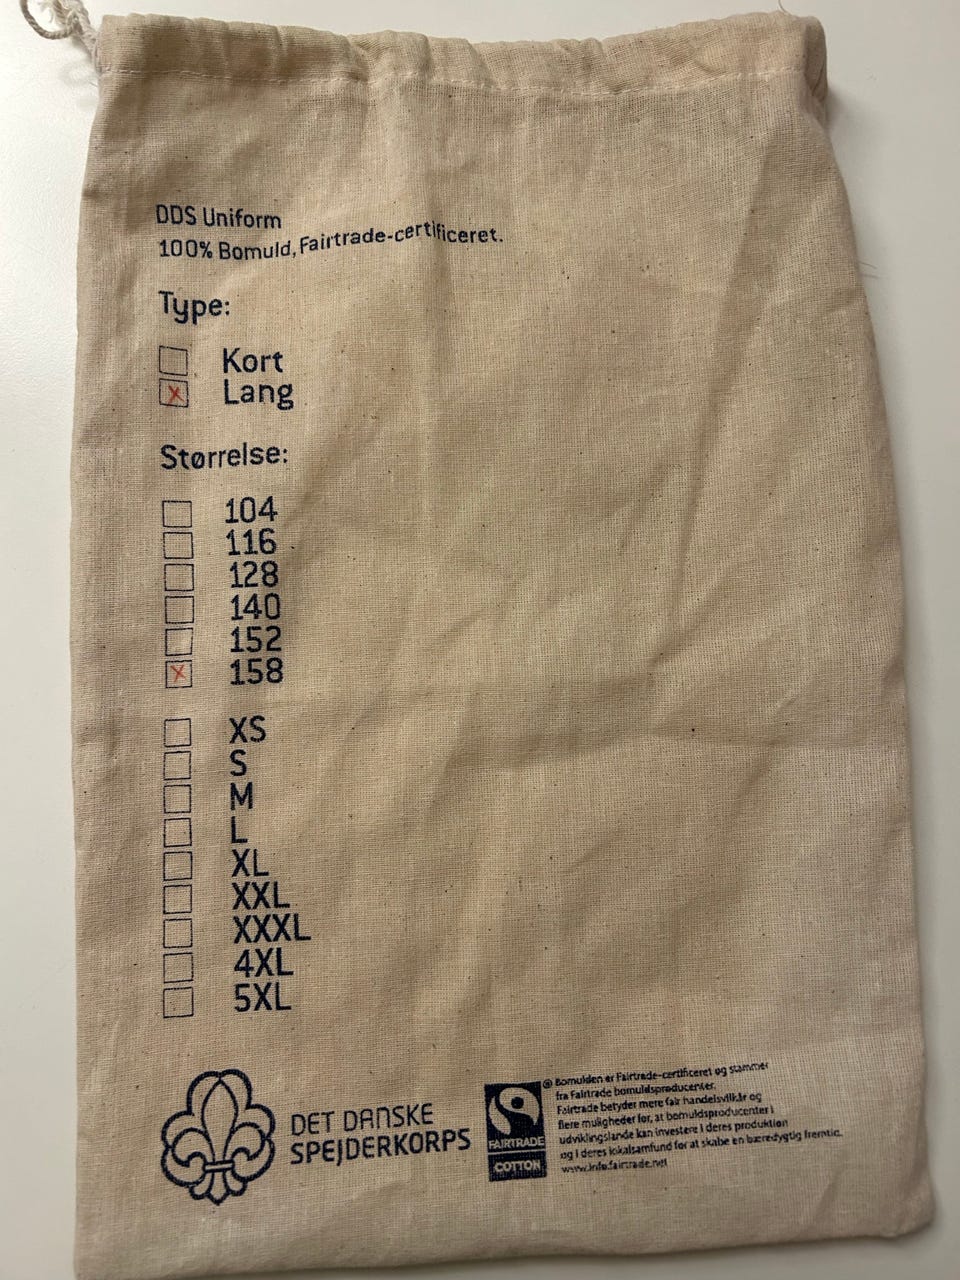 DDS Uniform
100% Bomuld, Fairtrade-certificeret.
Type:
Kort
x Lang
Størrelse:
104
116
128
140
152
x 158
XS
S
M
L
XL
XXL
XXXL
4XL
5XL
DET DANSKE
SPEJDERKORPS
FAIRTRADE
COTTON
® Bomulden er Fairtrade-certificeret og stammer
fra Fairtrade bomuldsproducenter.
Fairtrade betyder mere fair handelsvilkår og
flere muligheder for, at bomuldsproducenter i
udviklingslande kan investere i deres produktion
og i deres lokalsamfund for at skabe en bæredygtig fremtid.
www.info.fairtrade.net